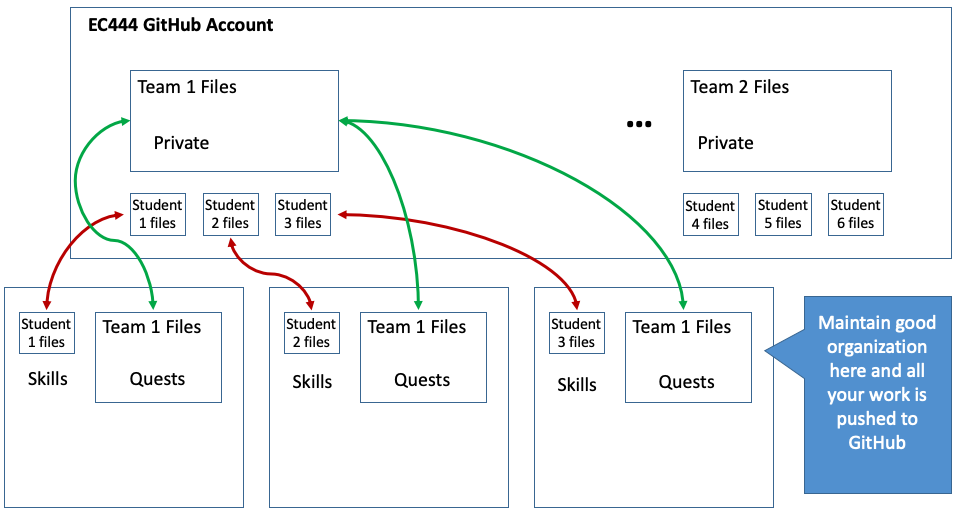 EC444 GitHub Account
Team 1 Files
Private
...
Team 2 Files
Private
Student
1 files
Student
2 files
Student
3 files
Student
4 files
Student
5 files
Student
6 files
Student
1 files
Skills
Team 1 Files
Quests
Student
2 files
Skills
Team 1 Files
Quests
Student
3 files
Skills
Team 1 Files
Quests
Maintain good
organization
here and all
your work is
pushed to
GitHub